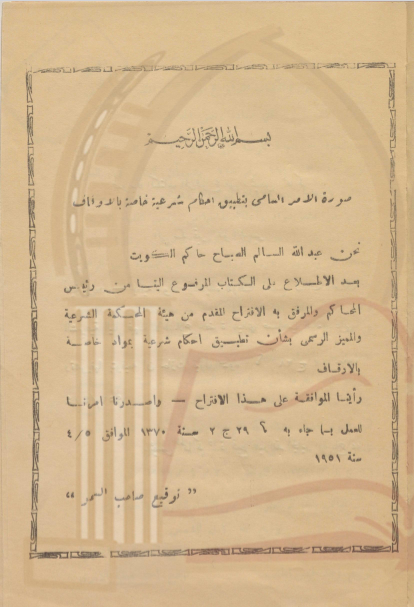 بسم الله الرحمن الرحيم
صورة الامر السامي بتطبيق احكام شرعية خاصة بالاوقاف
نحن عبد الله السالم الصباح حاكم الكويت
بعد الاطلاع على الكتاب المرفوع الينا من رئيس
المحاكم والمرفق به الاقتراح المقدم من هيئة المحكمة الشرعية
والمميز الرسمي بشأن تطبيق احكام شرعية بمواد خاصة
بالاوقاف
رأينا الموافقة على هذا الاقتراح — واصدرنا امرنا
للعمل بما جاء به ٢٩ ج ٢ سنة ١٣٧٠ الموافق ٤/٥
سنة ١٩٥١
" توقيع صاحب السمو "